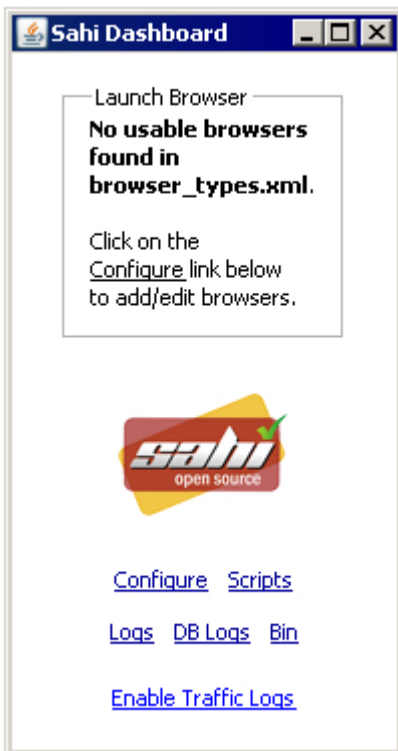 Sahi Dashboard
Launch Browser
No usable browsers
found in
browser_types.xml.
Click on the
Configure link below
to add/edit browsers.
sahi
open source
Configure Scripts
Logs DB Logs Bin
Enable Traffic Logs